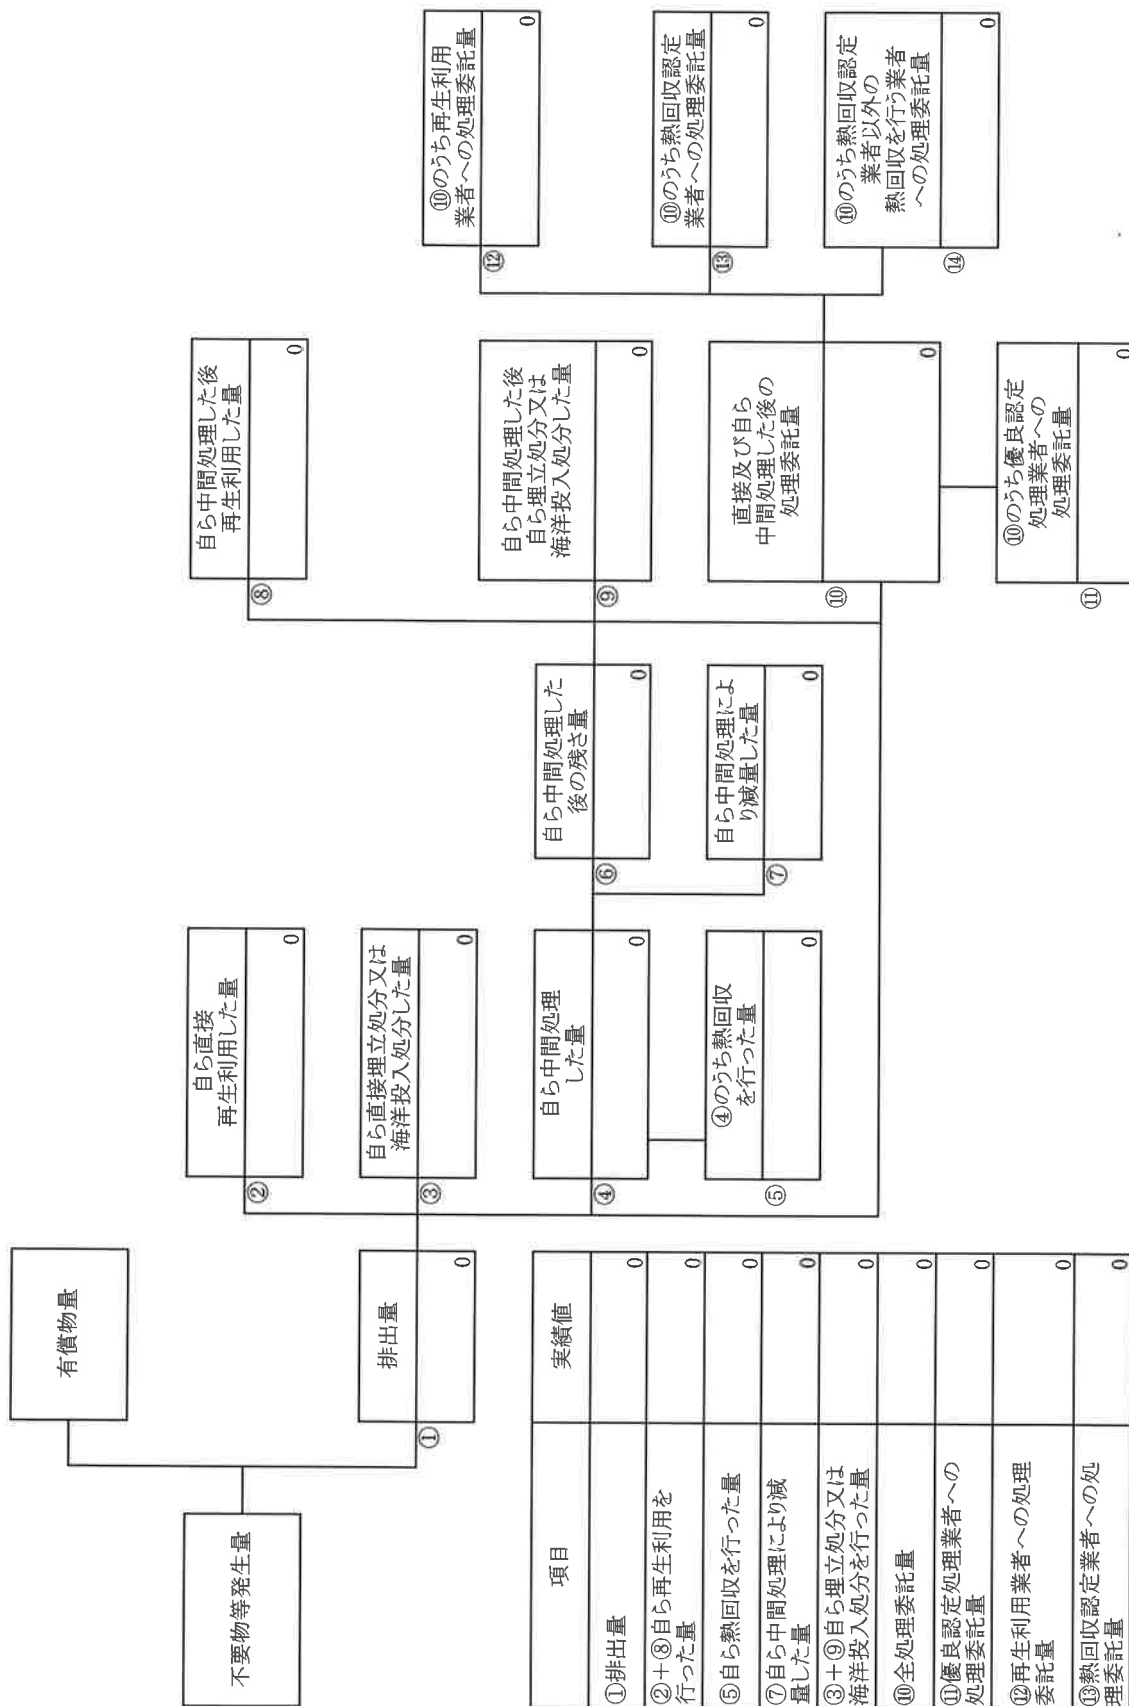 不要物等発生量
有償物量
①
排出量
0
②
自ら直接
再生利用した量
0
③
自ら直接埋立処分又は
海洋投入処分した量
0
④
自ら中間処理
した量
0
⑤
④のうち熱回収
を行った量
0
⑥
自ら中間処理した
後の残さ量
0
⑦
自ら中間処理によ
り減量した量
0
⑧
自ら中間処理した後
再生利用した量
0
⑨
自ら中間処理した後
自ら埋立処分又は
海洋投入処分した量
0
⑩
直接及び自ら
中間処理した後の
処理委託量
0
⑪
⑩のうち優良認定
処理業者への
処理委託量
0
⑫
⑩のうち再生利用
業者への処理委託量
0
⑬
⑩のうち熱回収認定
業者への処理委託量
0
⑭
⑩のうち熱回収認定
業者以外の
熱回収を行う業者
への処理委託量
0
項目
実績値
①排出量
0
②+⑧自ら再生利用を
行った量
0
⑤自ら熱回収を行った量
0
⑦自ら中間処理により減
量した量
0
③+⑨自ら埋立処分又は
海洋投入処分を行った量
0
⑩全処理委託量
0
⑪優良認定処理業者への
処理委託量
0
⑫再生利用業者への処理
委託量
0
⑬熱回収認定業者への処
理委託量
0